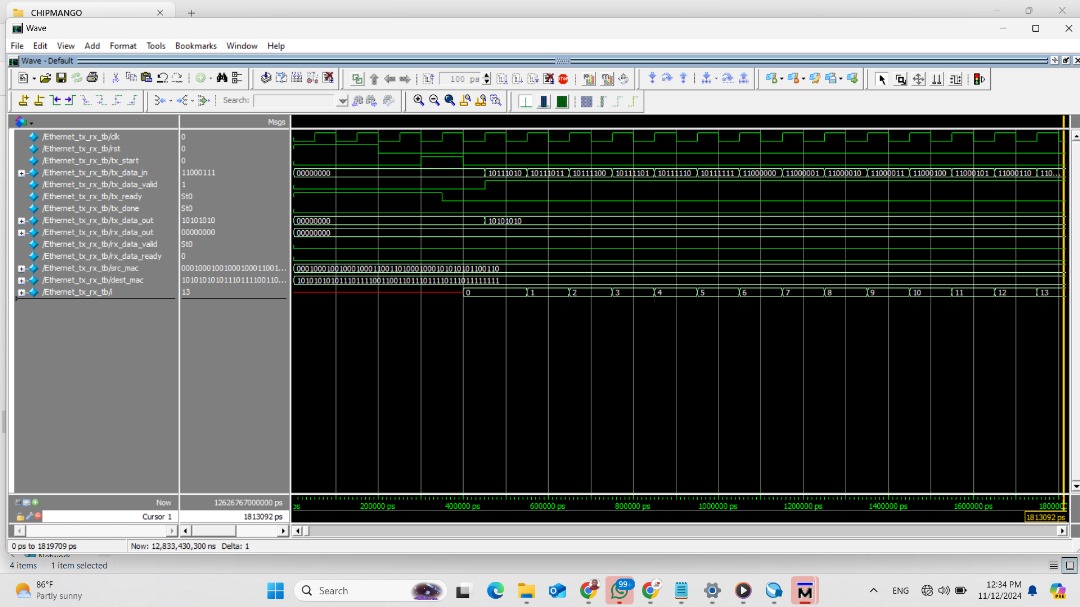 CHIPMANGO
Wave
File Edit View Add Format Tools Bookmarks Window Help
Wave - Default
100 ps
Search:
Msgs
/Ethernet_tx_rx_tb/clk 0
/Ethernet_tx_rx_tb/rst 0
/Ethernet_tx_rx_tb/tx_start 0
/Ethernet_tx_rx_tb/tx_data_in 11000111 00000000 10111010 10111011 10111100 10111101 10111110 10111111 11000000 11000001 11000010 11000011 11000100 11000101 11000110 110...
/Ethernet_tx_rx_tb/tx_data_valid 1
/Ethernet_tx_rx_tb/tx_ready St0
/Ethernet_tx_rx_tb/tx_done St0
/Ethernet_tx_rx_tb/tx_data_out 10101010 00000000 10101010
/Ethernet_tx_rx_tb/rx_data_out 00000000 00000000
/Ethernet_tx_rx_tb/rx_data_valid St0
/Ethernet_tx_rx_tb/rx_data_ready 0
/Ethernet_tx_rx_tb/src_mac 0001000100100010001 1001...
/Ethernet_tx_rx_tb/dest_mac
/Ethernet_tx_rx_tb/i 13 0 1 2 3 4 5 6 7 8 9 10 11 12 13
Now 12626767000000 ps ps 200000 ps 400000 ps 600000 ps 800000 ps 1000000 ps 1200000 ps 1400000 ps 1600000 ps 180000
Cursor 1 1813092 ps 1813092 ps
0 ps to 1819709 ps Now: 12,833,430,300 ns Delta: 1
Network
4 items 1 item selected
86°F
Partly sunny
Search
99+
ENG
12:34 PM
11/12/2024